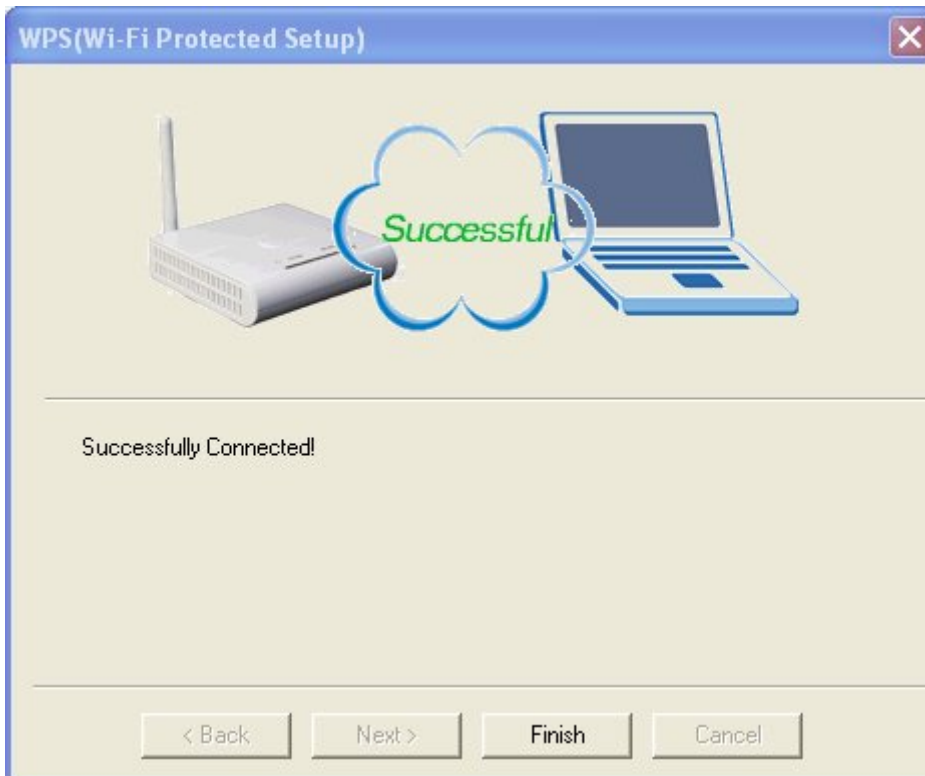 WPS(Wi-Fi Protected Setup)
Successful
Successfully Connected!
< Back Next > Finish Cancel